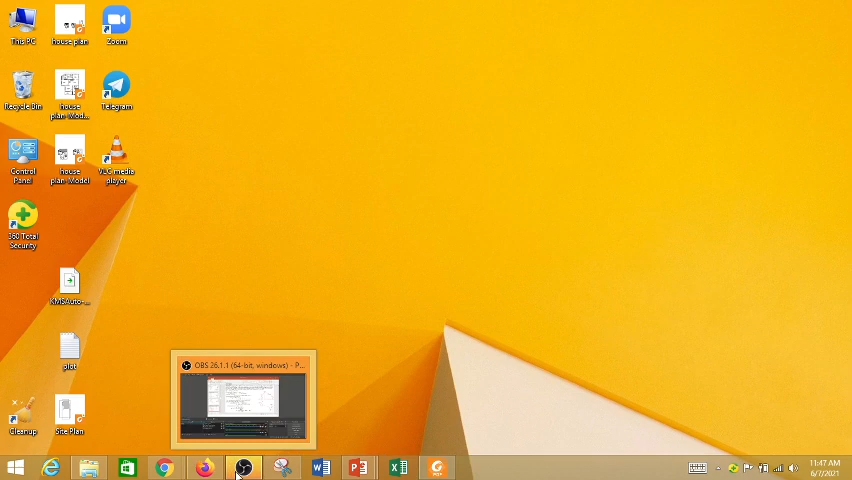 This PC
house plan
Zoom
Recycle Bin
house
plan-Mod...
Telegram
Control
Panel
house
plan-Model
VLC media
player
360 Total
Security
KMSAuto-...
plot
OBS 26.1.1 (64-bit, windows) - P...
Cleanup
Site Plan
11:47 AM
6/7/2021